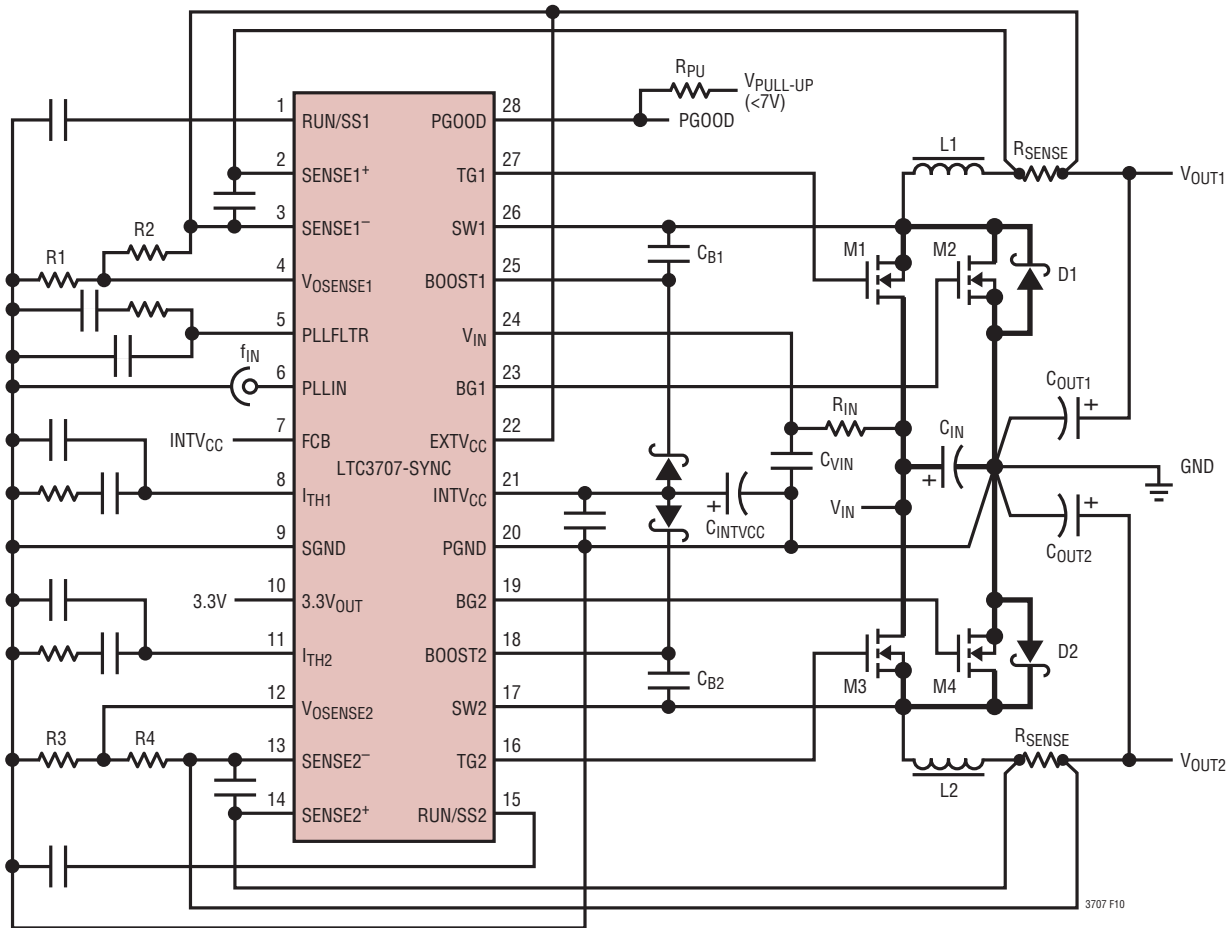 RPU
VPULL-UP
(<7V)
PGOOD
1
RUN/SS1
PGOOD
28
2
SENSE1+
TG1
27
L1
RSENSE
VOUT1
3
SENSE1–
SW1
26
R2
CB1
M1
M2
D1
R1
4
VOSENSE1
BOOST1
25
5
PLLFLTR
VIN
24
fIN
6
PLLIN
BG1
23
COUT1
+
RIN
INTVCC
7
FCB
EXTVCC
22
CIN
+
CVIN
GND
LTC3707-SYNC
8
ITH1
INTVCC
21
+
CINTVCC
VIN
9
SGND
PGND
20
+
COUT2
3.3V
10
3.3VOUT
BG2
19
11
ITH2
BOOST2
18
CB2
M3
M4
D2
12
VOSENSE2
SW2
17
R3
R4
13
SENSE2–
TG2
16
L2
RSENSE
VOUT2
14
SENSE2+
RUN/SS2
15
3707 F10